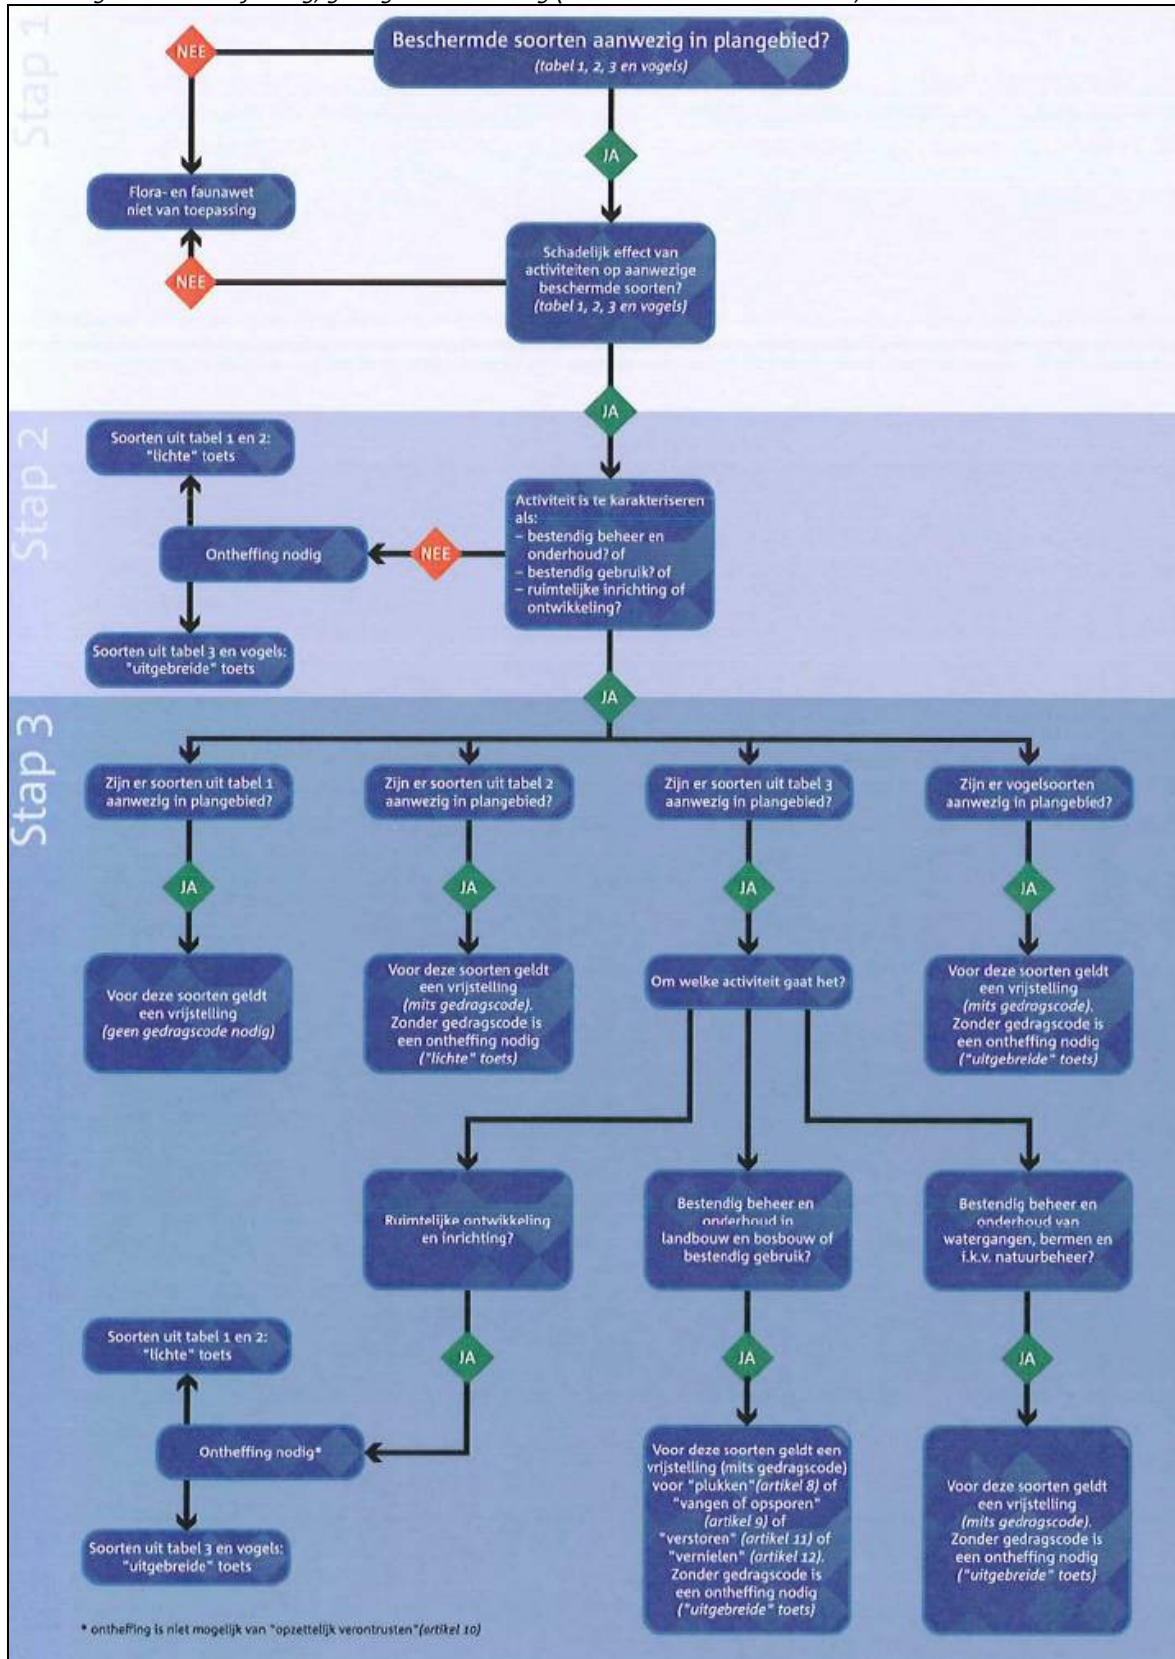 Stap 1
Beschermde soorten aanwezig in plangebied?
(tabel 1, 2, 3 en vogels)
NEE
JA
Flora- en faunawet
niet van toepassing
Schadelijk effect van
activiteiten op aanwezige
beschermde soorten?
(tabel 1, 2, 3 en vogels)
NEE
JA
Stap 2
Soorten uit tabel 1 en 2:
"lichte" toets
Activiteit is te karakteriseren
als:
– bestendig beheer en
onderhoud? of
– bestendig gebruik? of
– ruimtelijke inrichting of
ontwikkeling?
NEE
Ontheffing nodig
Soorten uit tabel 3 en vogels:
"uitgebreide" toets
JA
Stap 3
Zijn er soorten uit tabel 1
aanwezig in plangebied?
Zijn er soorten uit tabel 2
aanwezig in plangebied?
Zijn er soorten uit tabel 3
aanwezig in plangebied?
Zijn er vogelsoorten
aanwezig in plangebied?
JA
JA
JA
JA
Voor deze soorten geldt
een vrijstelling
(geen gedragscode nodig)
Voor deze soorten geldt
een vrijstelling
(mits gedragscode).
Zonder gedragscode is
een ontheffing nodig
("lichte" toets)
Om welke activiteit gaat het?
Voor deze soorten geldt
een vrijstelling
(mits gedragscode).
Zonder gedragscode is
een ontheffing nodig
("uitgebreide" toets)
Ruimtelijke ontwikkeling
en inrichting?
Bestendig beheer en
onderhoud in
landbouw en bosbouw of
bestendig gebruik?
Bestendig beheer en
onderhoud van
watergangen, bermen en
i.k.v. natuurbeheer?
JA
JA
JA
Soorten uit tabel 1 en 2:
"lichte" toets
Ontheffing nodig*
Soorten uit tabel 3 en vogels:
"uitgebreide" toets
Voor deze soorten geldt een
vrijstelling (mits gedragscode)
voor "plukken" (artikel 8) of
"vangen of opsporen"
(artikel 9) of
"verstoren" (artikel 11) of
"vernielen" (artikel 12).
Zonder gedragscode is
een ontheffing nodig
("uitgebreide" toets)
Voor deze soorten geldt
een vrijstelling
(mits gedragscode).
Zonder gedragscode is
een ontheffing nodig
("uitgebreide" toets)
* ontheffing is niet mogelijk van "opzettelijk verontrusten" (artikel 10)